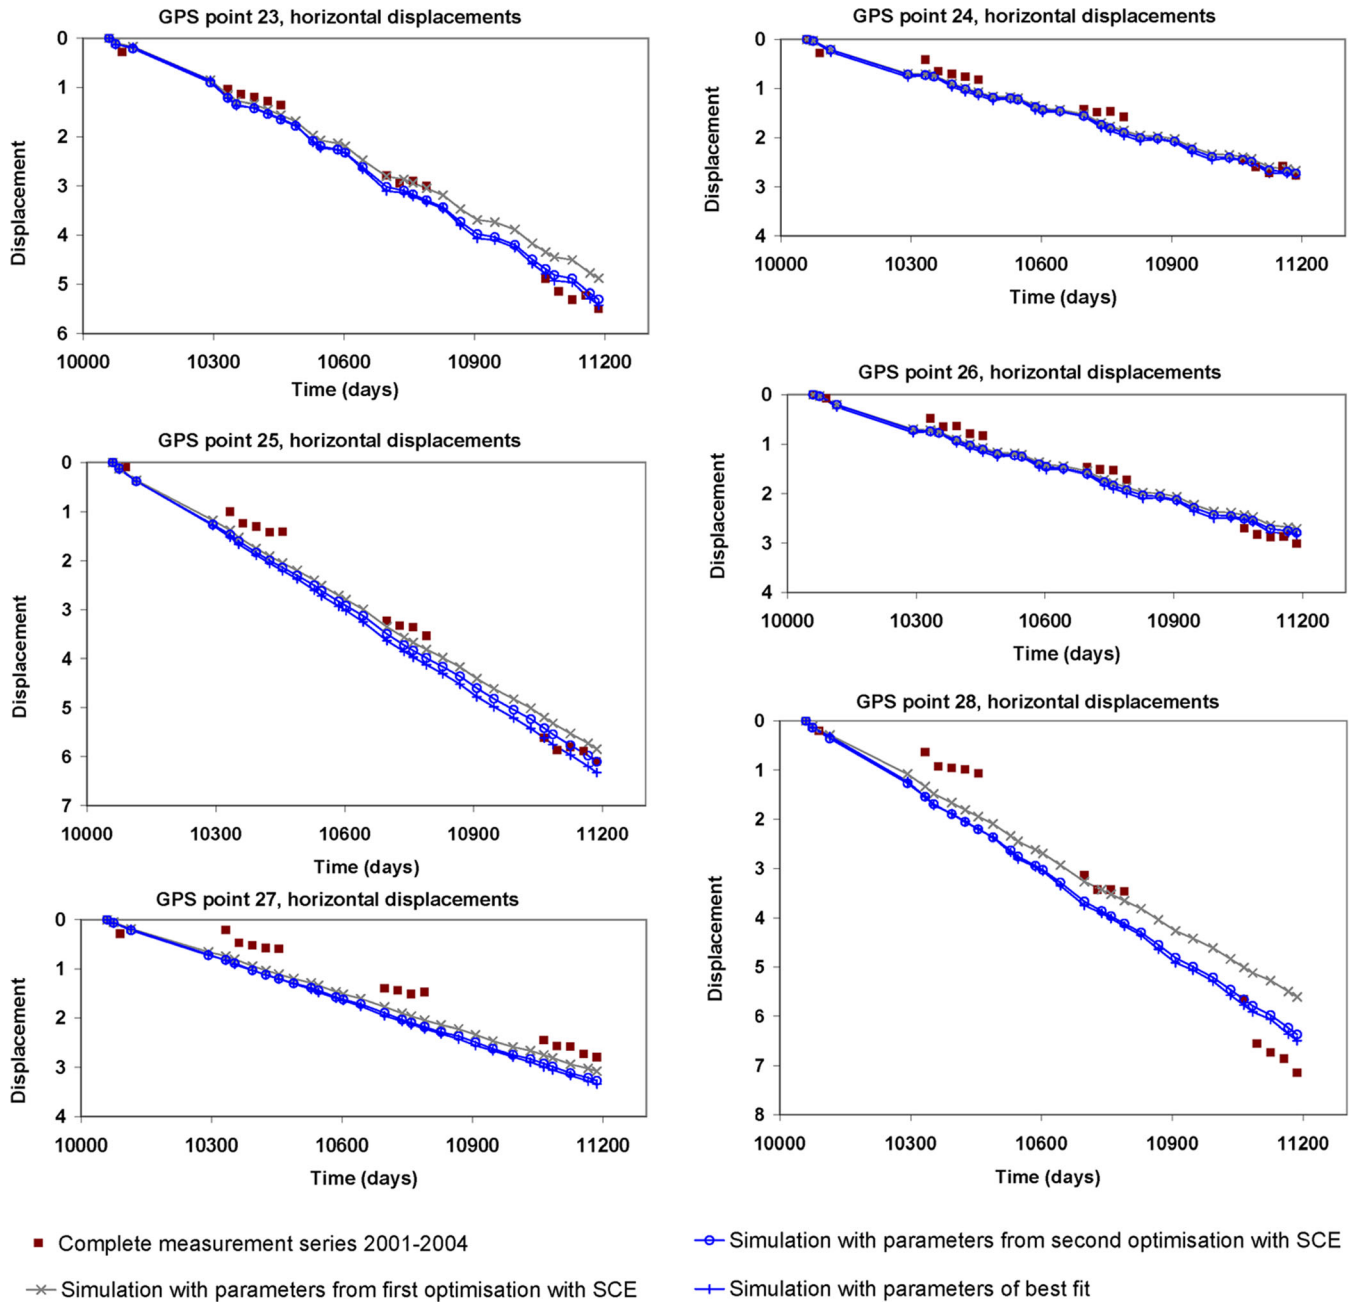 GPS point 23, horizontal displacements
0
1
2
3
4
5
6
Displacement
10000 10300 10600 10900 11200
Time (days)
GPS point 24, horizontal displacements
0
1
2
3
4
Displacement
10000 10300 10600 10900 11200
Time (days)
GPS point 25, horizontal displacements
0
1
2
3
4
5
6
7
Displacement
10000 10300 10600 10900 11200
Time (days)
GPS point 26, horizontal displacements
0
1
2
3
4
Displacement
10000 10300 10600 10900 11200
Time (days)
GPS point 27, horizontal displacements
0
1
2
3
4
Displacement
10000 10300 10600 10900 11200
Time (days)
GPS point 28, horizontal displacements
0
1
2
3
4
5
6
7
8
Displacement
10000 10300 10600 10900 11200
Time (days)
Complete measurement series 2001-2004
Simulation with parameters from first optimisation with SCE
Simulation with parameters from second optimisation with SCE
Simulation with parameters of best fit